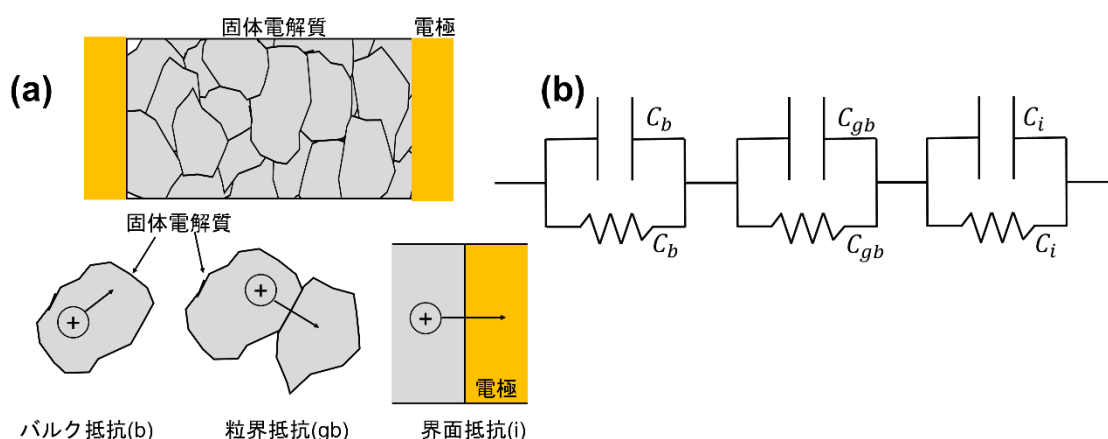 固体電解質 電極
(a)
固体電解質
+
+
+
電極
バルク抵抗(b) 粒界抵抗(gb) 界面抵抗(i)
(b)
C_b C_gb C_i
C_b C_gb C_i